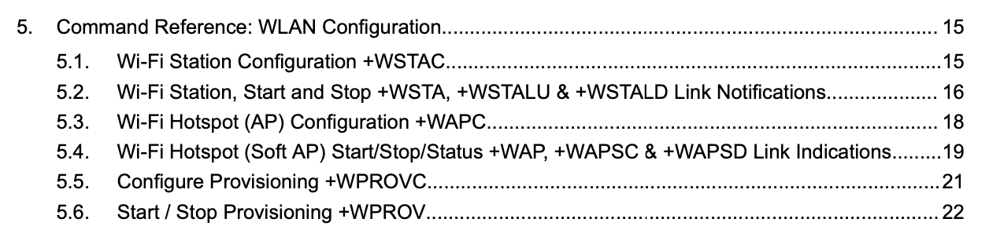 5. Command Reference: WLAN Configuration.......................................................................................... 15
5.1. Wi-Fi Station Configuration +WSTAC.........................................................................................15
5.2. Wi-Fi Station, Start and Stop +WSTA, +WSTALU & +WSTALD Link Notifications.................... 16
5.3. Wi-Fi Hotspot (AP) Configuration +WAPC................................................................................. 18
5.4. Wi-Fi Hotspot (Soft AP) Start/Stop/Status +WAP, +WAPSC & +WAPSD Link Indications.........19
5.5. Configure Provisioning +WPROVC............................................................................................21
5.6. Start / Stop Provisioning +WPROV............................................................................................ 22